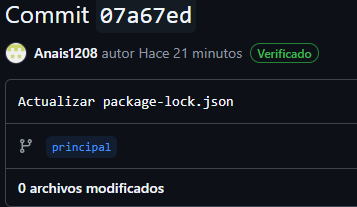 Commit 07a67ed
Anais1208 autor Hace 21 minutos Verificado
Actualizar package-lock.json
principal
0 archivos modificados